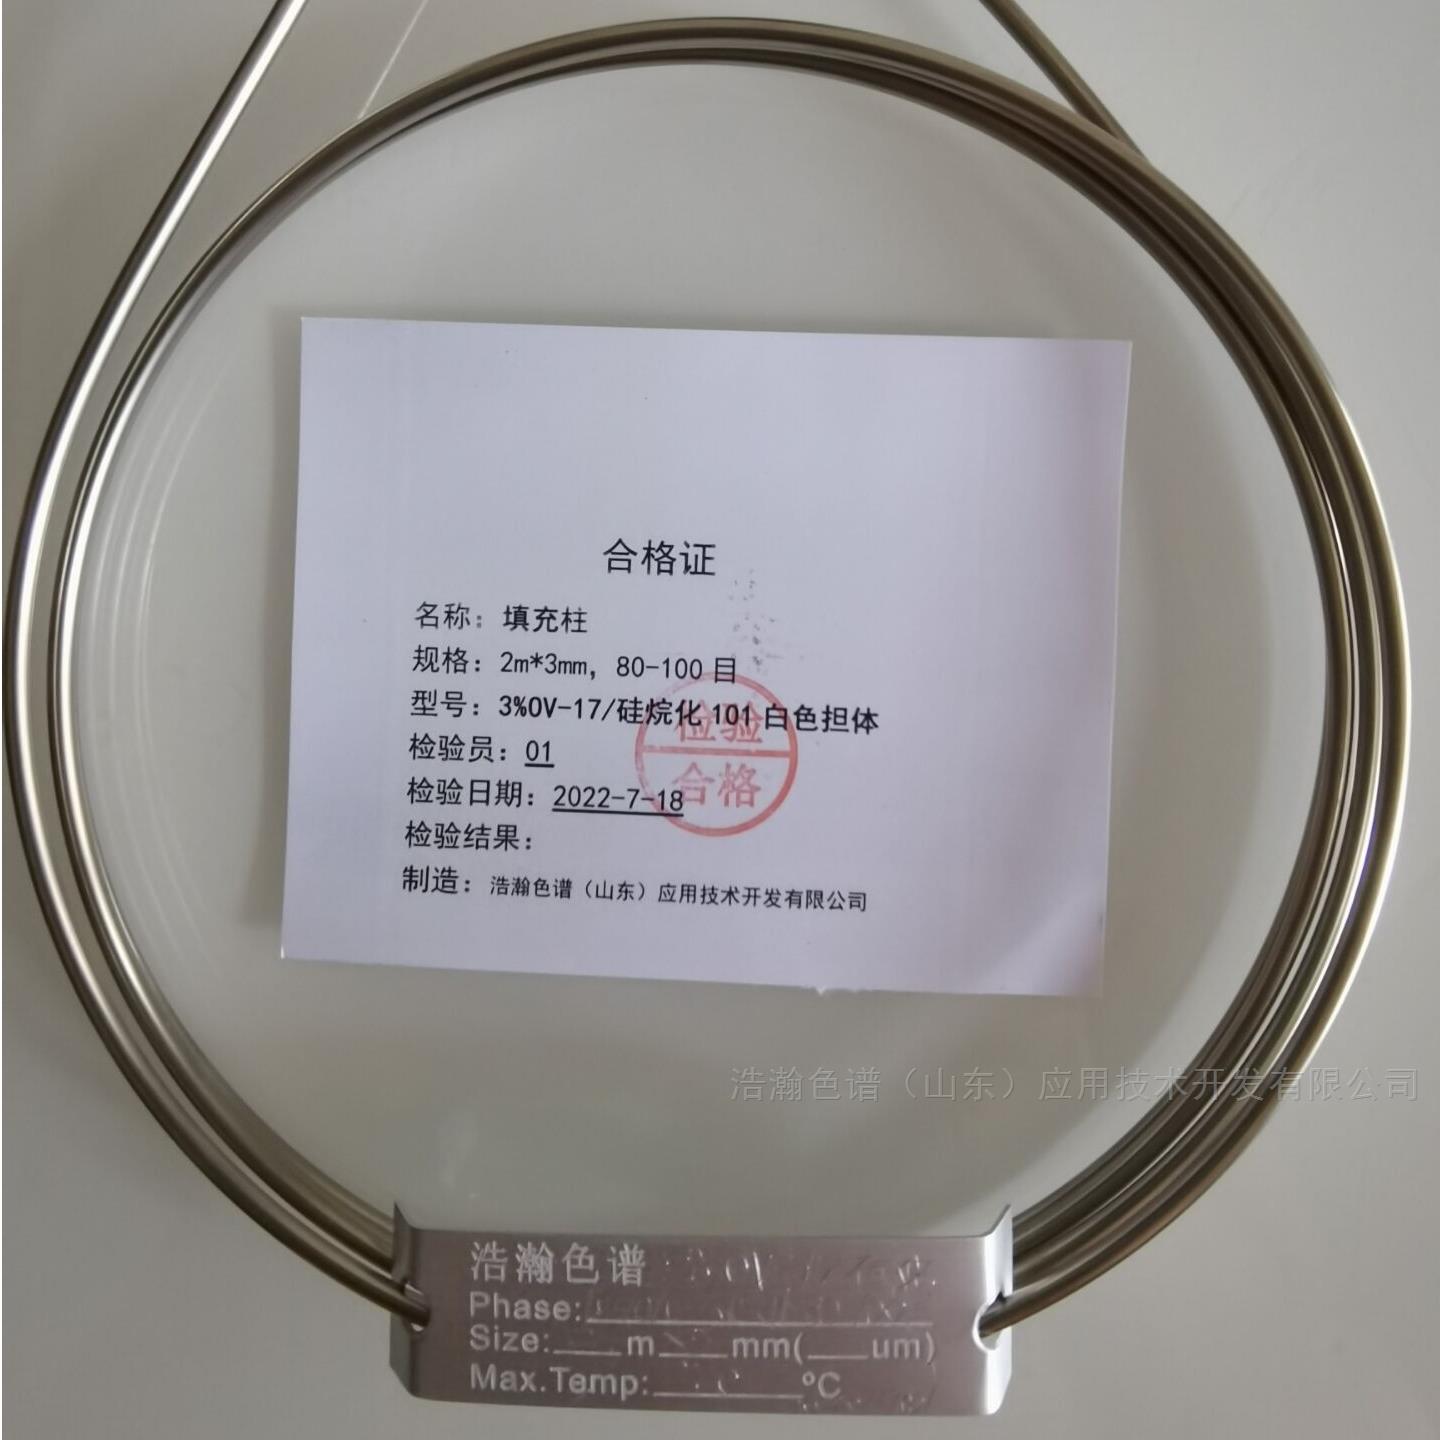 合格证
名称：填充柱
规格：2m*3mm，80-100目
型号：3%OV-17/硅烷化101白色担体
检验员：01
检验日期：2022-7-18
检验结果：
制造：浩瀚色谱（山东）应用技术开发有限公司
检验
合格
浩瀚色谱（山东）应用技术开发有限公司
浩瀚色谱
Phase:
Size:___m___mm(___um)
Max.Temp:______ºC